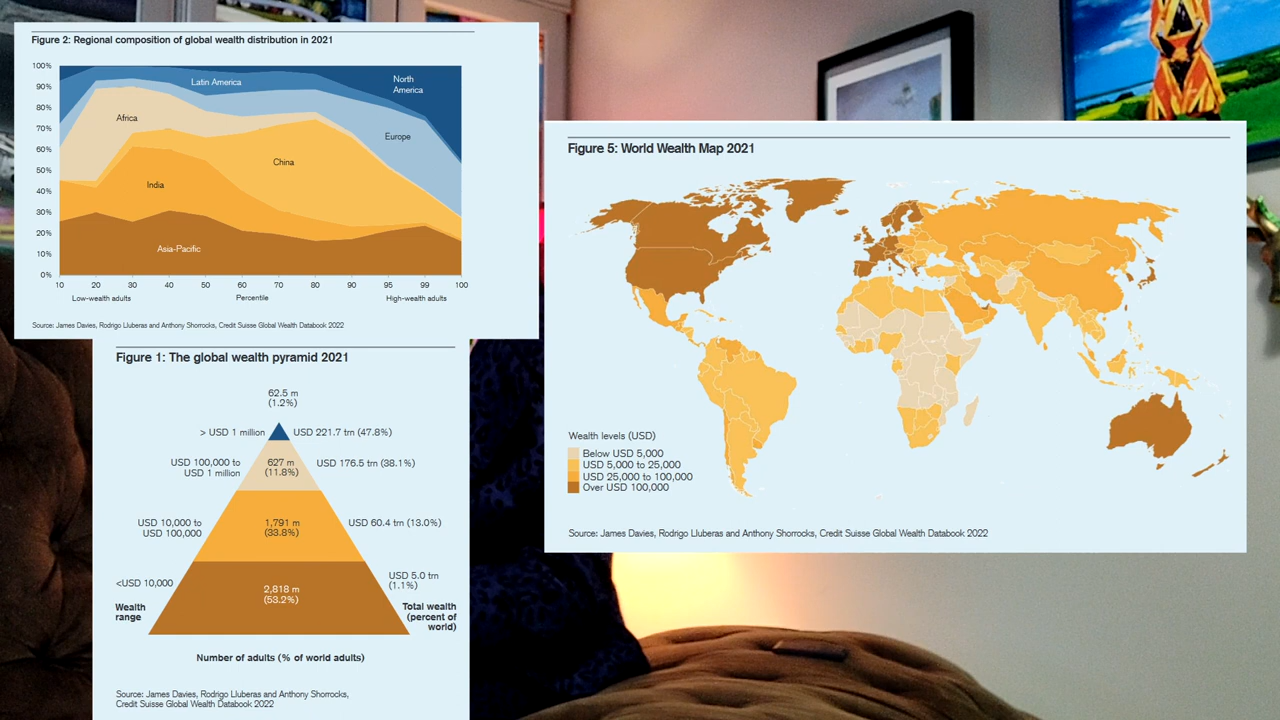 Figure 2: Regional composition of global wealth distribution in 2021
100%
90%
80%
70%
60%
50%
40%
30%
20%
10%
0%
Latin America
North
America
Africa
Europe
China
India
Asia-Pacific
10 20 30 40 50 60 70 80 90 95 99 100
Low-wealth adults Percentile High-wealth adults
Source: James Davies, Rodrigo Lluberas and Anthony Shorrocks, Credit Suisse Global Wealth Databook 2022
Figure 1: The global wealth pyramid 2021
62.5 m
(1.2%)
> USD 1 million USD 221.7 trn (47.8%)
USD 100,000 to
USD 1 million
627 m
(11.8%)
USD 176.5 trn (38.1%)
USD 10,000 to
USD 100,000
1,791 m
(33.8%)
USD 60.4 trn (13.0%)
<USD 10,000
2,818 m
(53.2%)
USD 5.0 trn
(1.1%)
Wealth
range
Total wealth
(percent of
world)
Number of adults (% of world adults)
Source: James Davies, Rodrigo Lluberas and Anthony Shorrocks,
Credit Suisse Global Wealth Databook 2022
Figure 5: World Wealth Map 2021
Wealth levels (USD)
Below USD 5,000
USD 5,000 to 25,000
USD 25,000 to 100,000
Over USD 100,000
Source: James Davies, Rodrigo Lluberas and Anthony Shorrocks, Credit Suisse Global Wealth Databook 2022